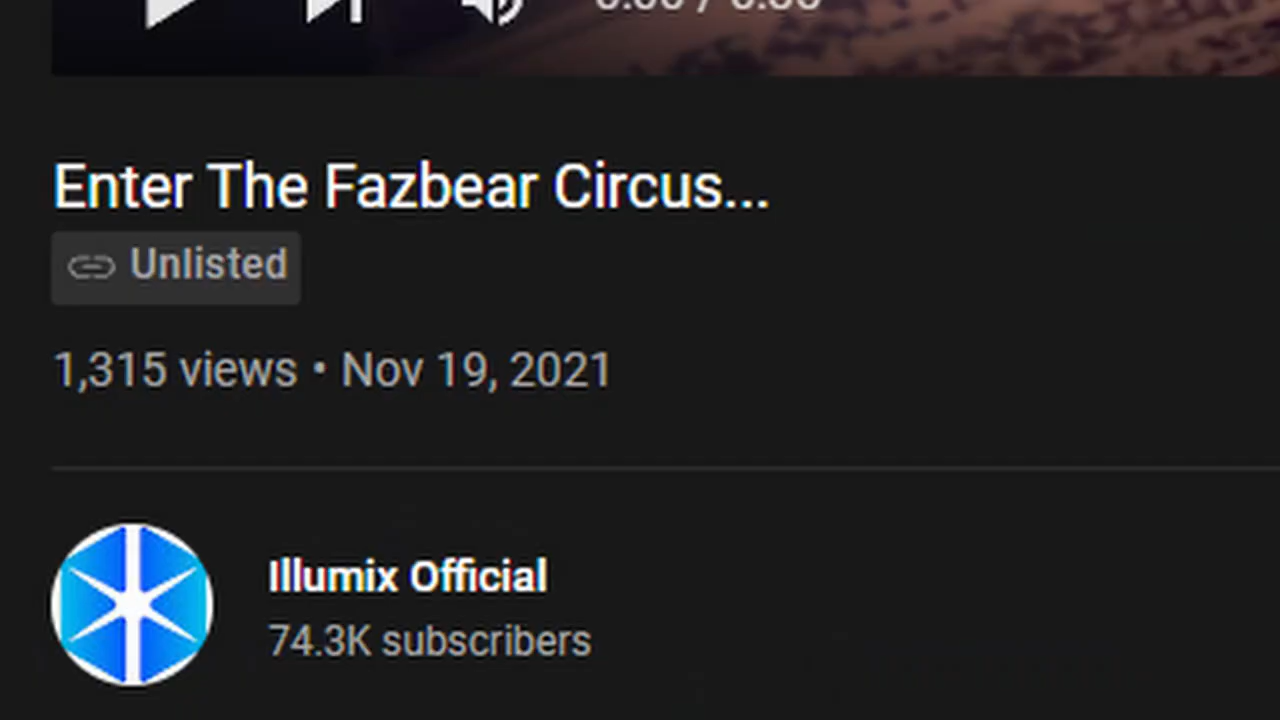 Enter The Fazbear Circus...
Unlisted
1,315 views • Nov 19, 2021
Illumix Official
74.3K subscribers